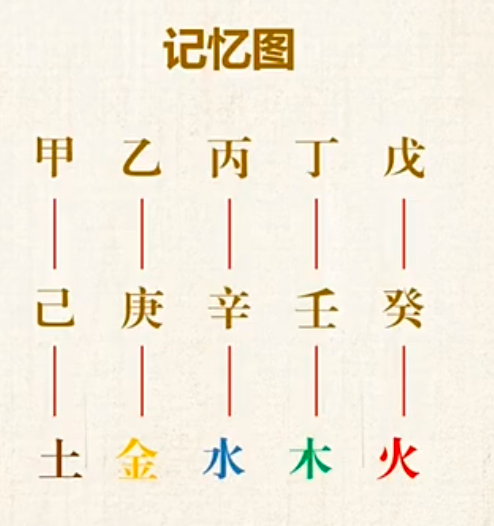 记忆图
甲 乙 丙 丁 戊
己 庚 辛 壬 癸
土 金 水 木 火